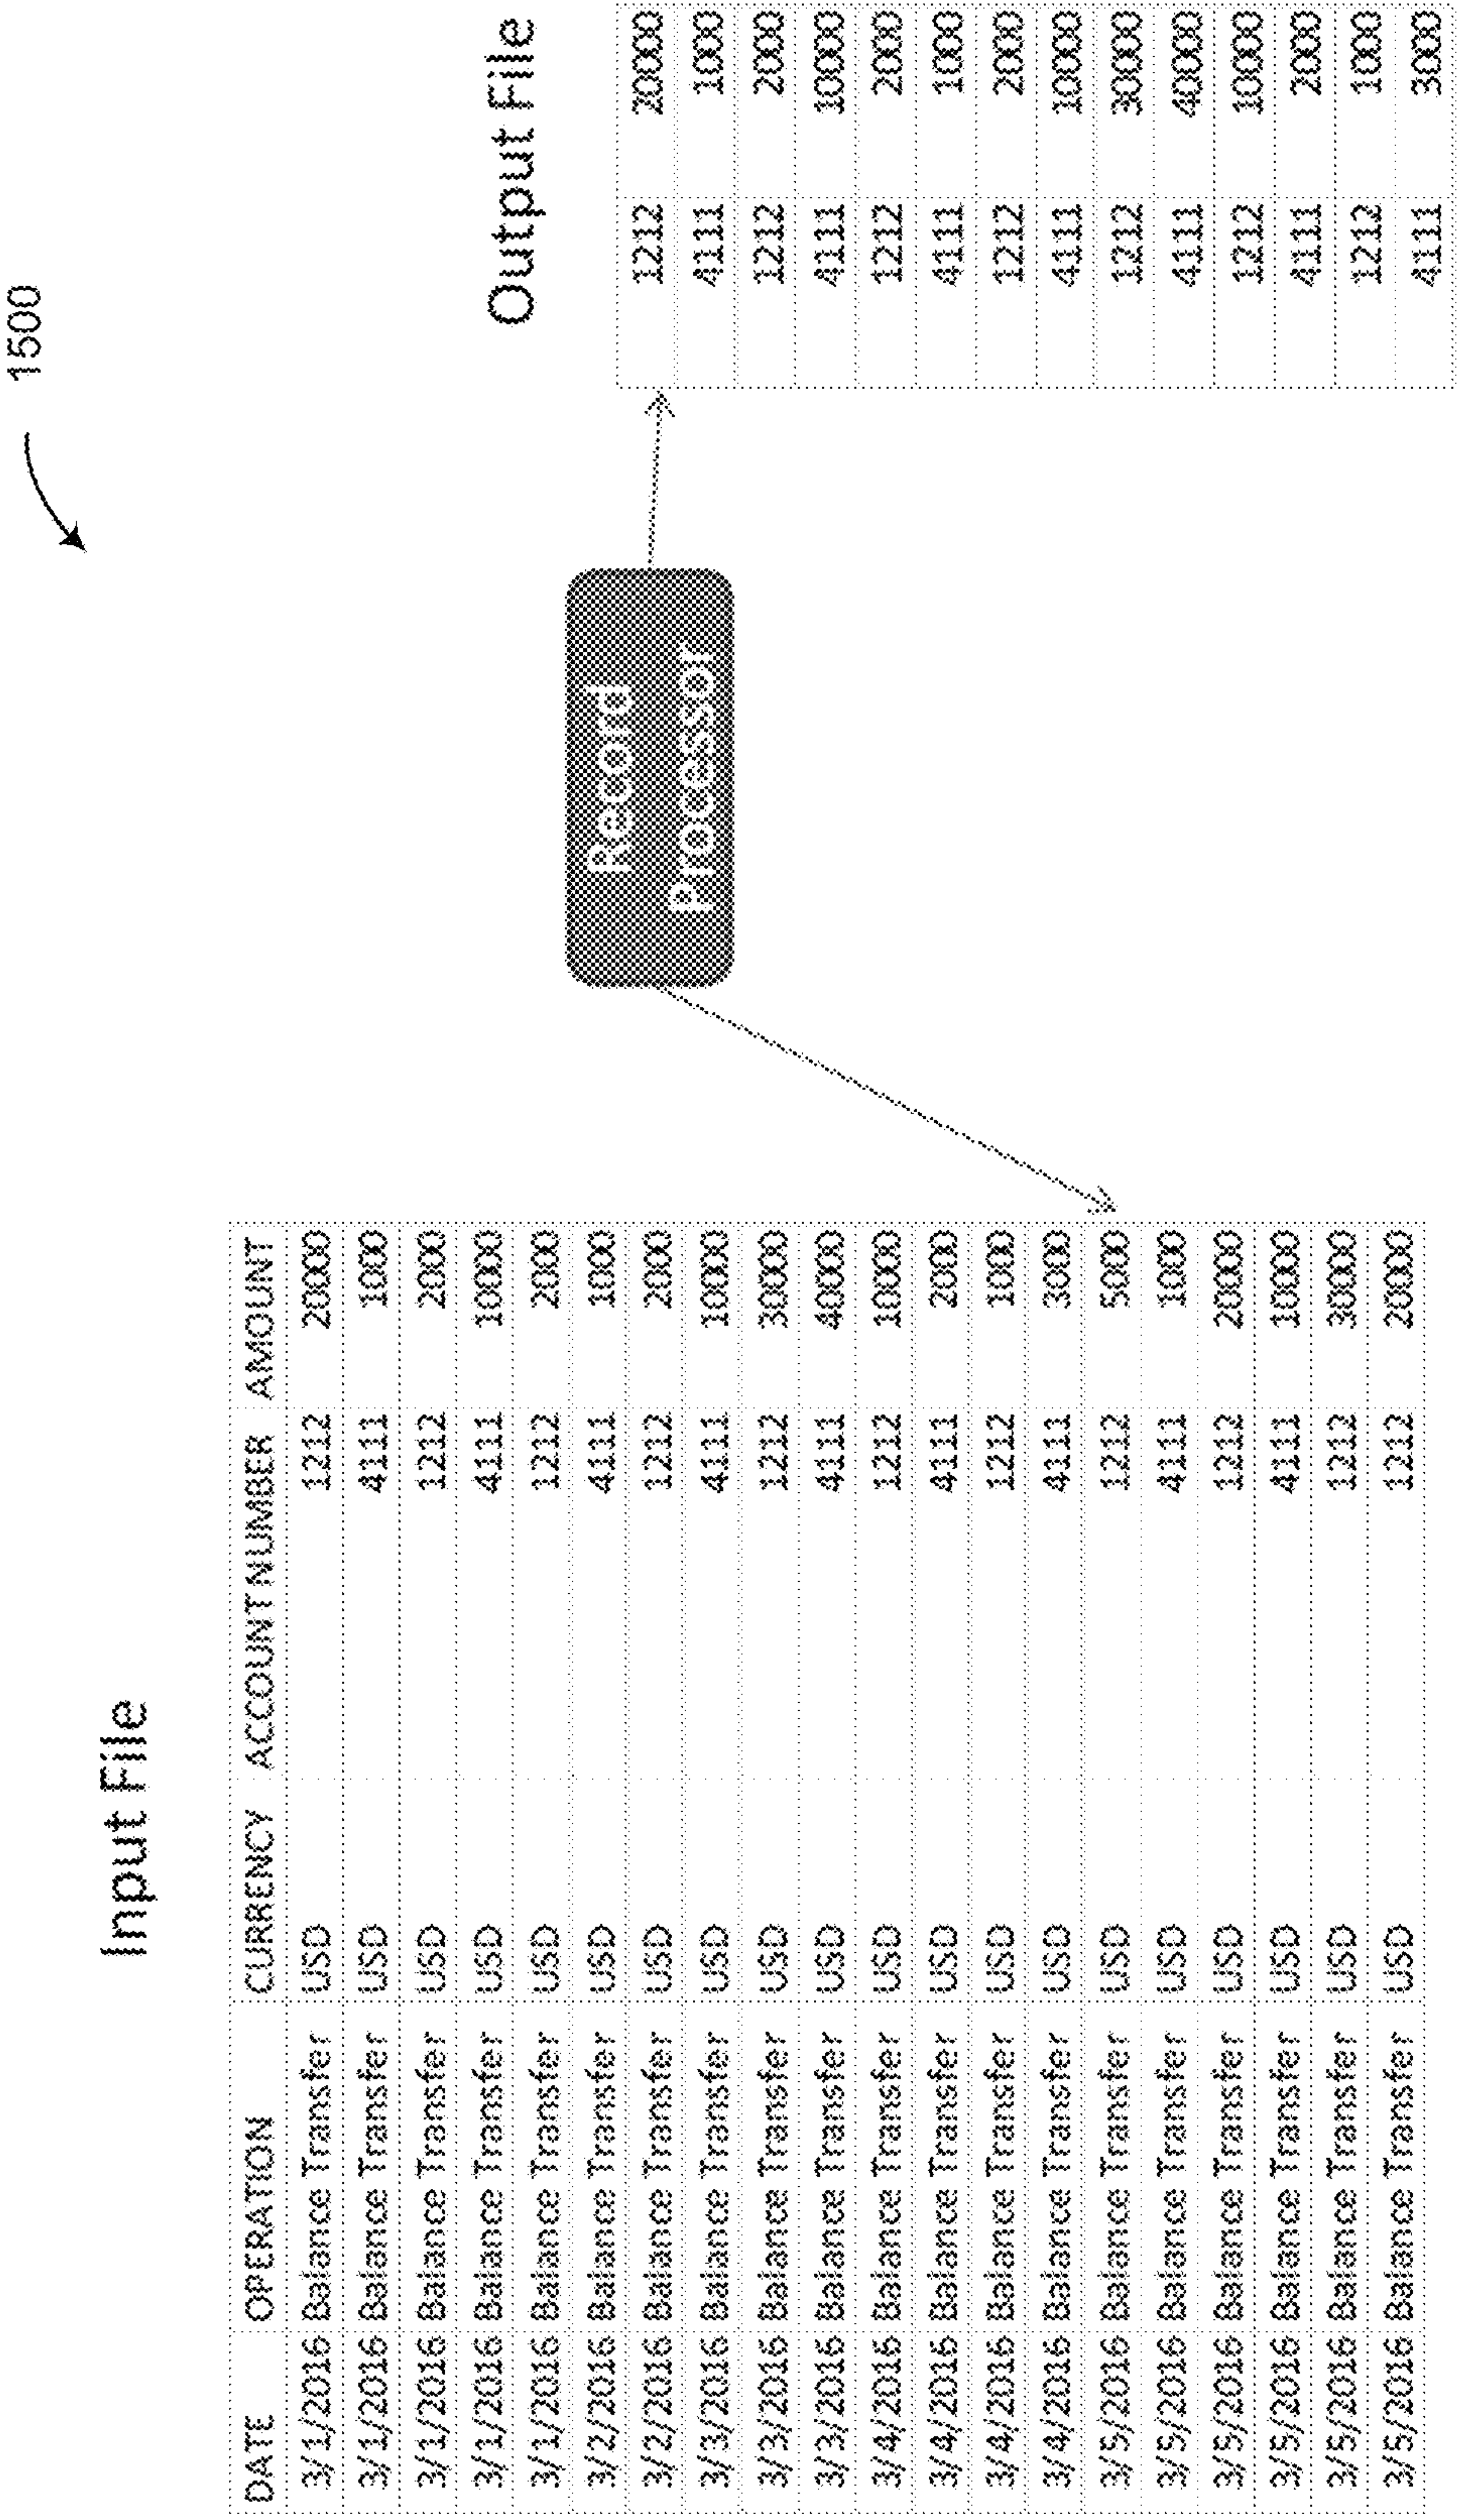 1500
Input File
DATE OPERATION CURRENCY ACCOUNT NUMBER AMOUNT
3/1/2016 Balance Transfer USD 1212 20000
3/1/2016 Balance Transfer USD 4111 1000
3/1/2016 Balance Transfer USD 1212 2000
3/1/2016 Balance Transfer USD 4111 10000
3/1/2016 Balance Transfer USD 1212 2000
3/2/2016 Balance Transfer USD 4111 1000
3/2/2016 Balance Transfer USD 1212 2000
3/3/2016 Balance Transfer USD 4111 10000
3/3/2016 Balance Transfer USD 1212 30000
3/3/2016 Balance Transfer USD 4111 40000
3/4/2016 Balance Transfer USD 1212 10000
3/4/2016 Balance Transfer USD 4111 2000
3/4/2016 Balance Transfer USD 1212 1000
3/4/2016 Balance Transfer USD 4111 3000
3/5/2016 Balance Transfer USD 1212 5000
3/5/2016 Balance Transfer USD 4111 1000
3/5/2016 Balance Transfer USD 1212 20000
3/5/2016 Balance Transfer USD 4111 10000
3/5/2016 Balance Transfer USD 1212 30000
3/5/2016 Balance Transfer USD 1212 20000
Record
Processor
Output File
1212 20000
4111 1000
1212 2000
4111 10000
1212 2000
4111 1000
1212 2000
4111 10000
1212 30000
4111 40000
1212 10000
4111 2000
1212 1000
4111 3000